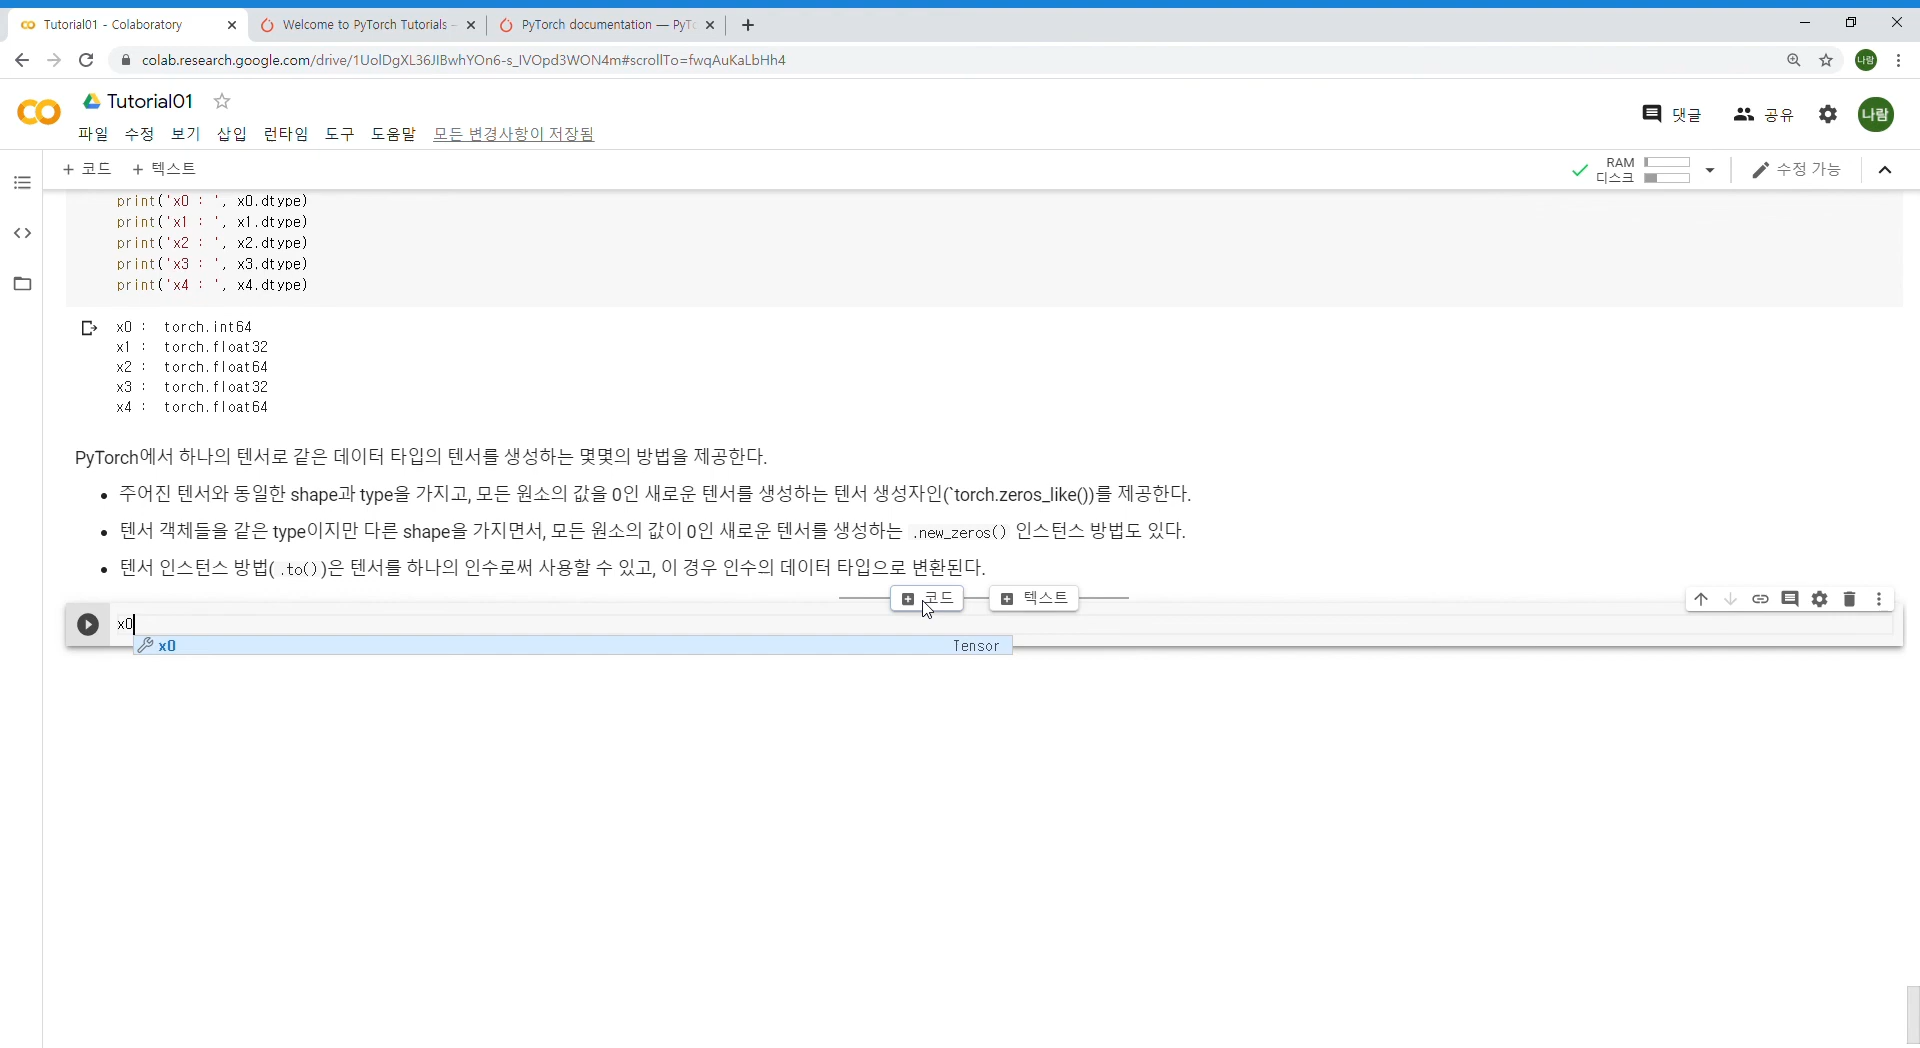 Tutorial01 - Colaboratory
Welcome to PyTorch Tutorials -
PyTorch documentation — PyTo
colab.research.google.com/drive/1UolDgXL36JIBwhYOn6-s_IVOpd3WON4m#scrollTo=fwqAuKaLbHh4
나람
Tutorial01
댓글
공유
나람
파일 수정 보기 삽입 런타임 도구 도움말 모든 변경사항이 저장됨
+ 코드 + 텍스트
RAM
디스크
수정 가능
print('x0 : ', x0.dtype)
print('x1 : ', x1.dtype)
print('x2 : ', x2.dtype)
print('x3 : ', x3.dtype)
print('x4 : ', x4.dtype)
x0 : torch.int64
x1 : torch.float32
x2 : torch.float64
x3 : torch.float32
x4 : torch.float64
PyTorch에서 하나의 텐서로 같은 데이터 타입의 텐서를 생성하는 몇몇의 방법을 제공한다.
• 주어진 텐서와 동일한 shape과 type을 가지고, 모든 원소의 값을 0인 새로운 텐서를 생성하는 텐서 생성자인(`torch.zeros_like())를 제공한다.
• 텐서 객체들을 같은 type이지만 다른 shape을 가지면서, 모든 원소의 값이 0인 새로운 텐서를 생성하는 .new_zeros() 인스턴스 방법도 있다.
• 텐서 인스턴스 방법( .to() )은 텐서를 하나의 인수로써 사용할 수 있고, 이 경우 인수의 데이터 타입으로 변환된다.
코드 텍스트
x0
x0 Tensor